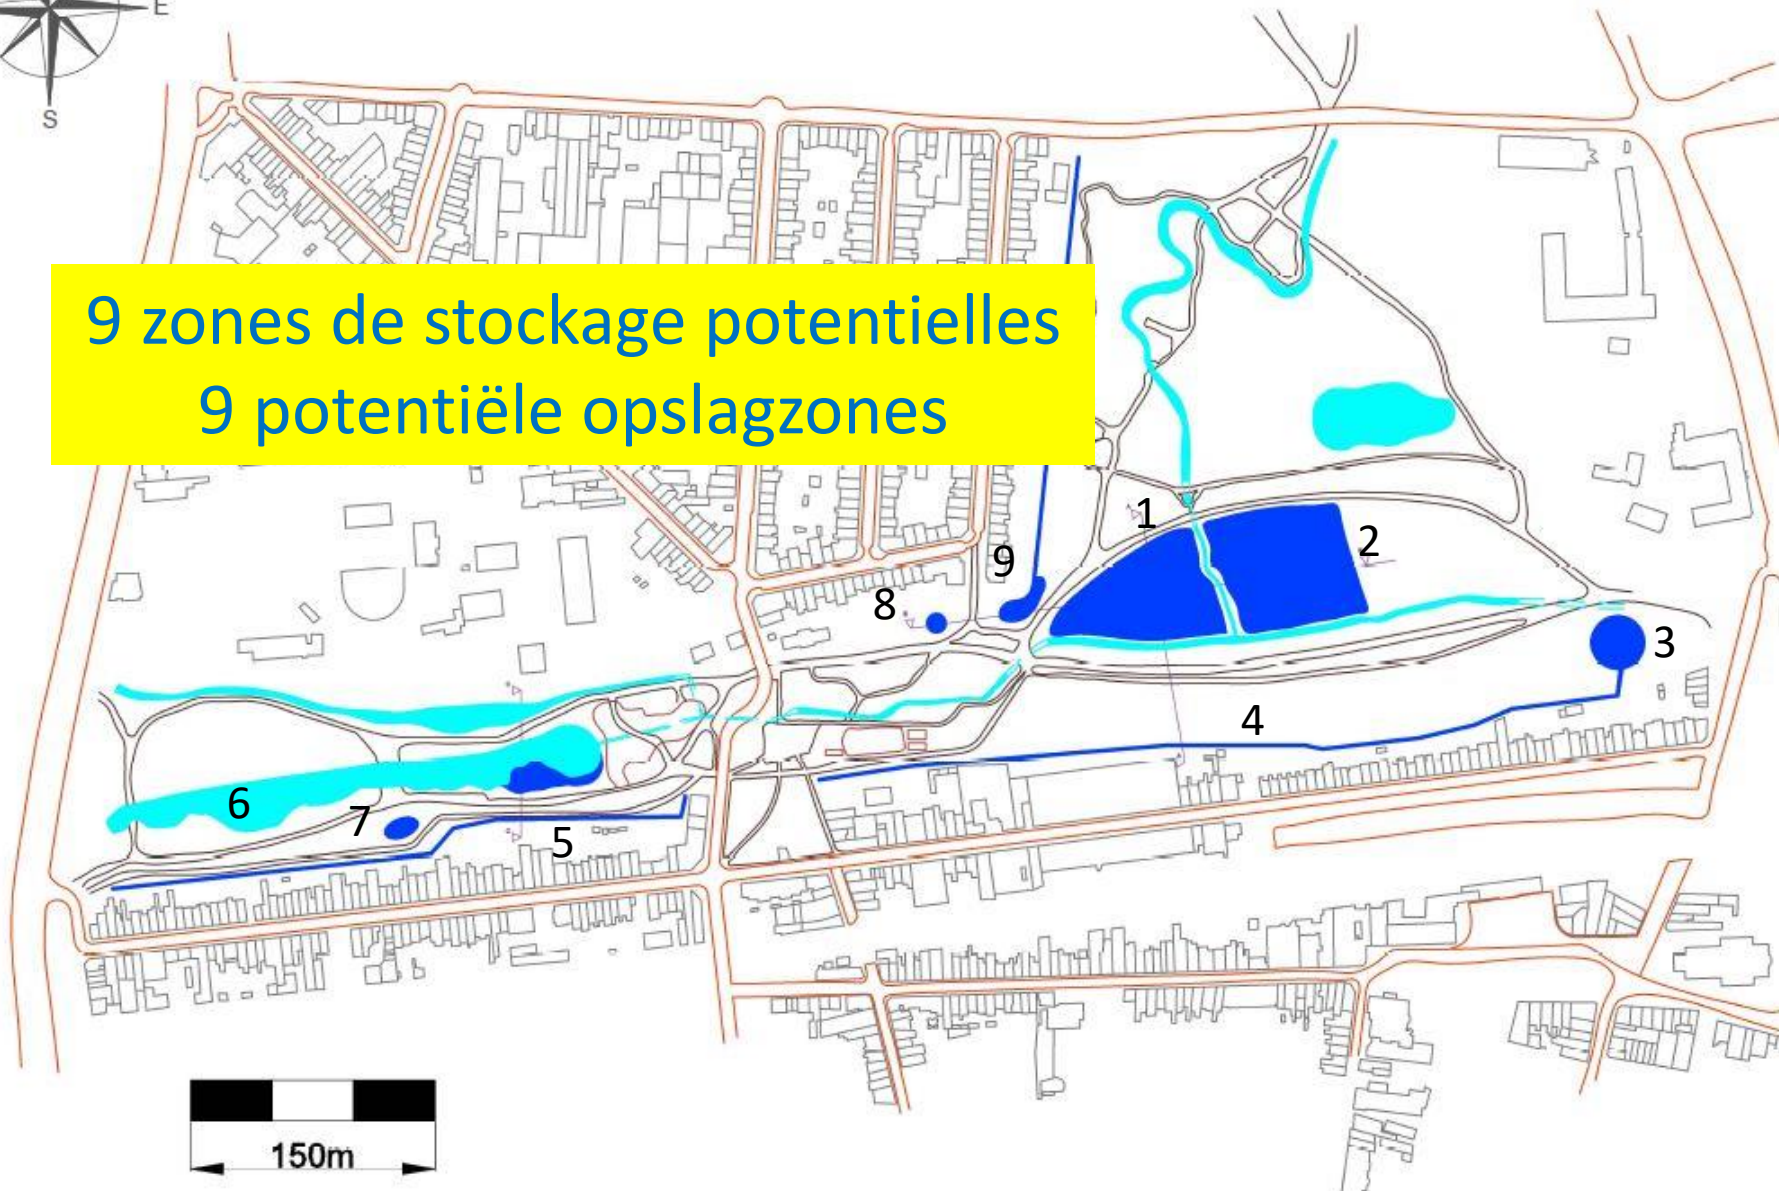 E
S
9 zones de stockage potentielles
9 potentiële opslagzones
1
2
9
8
3
4
6
7
5
150m